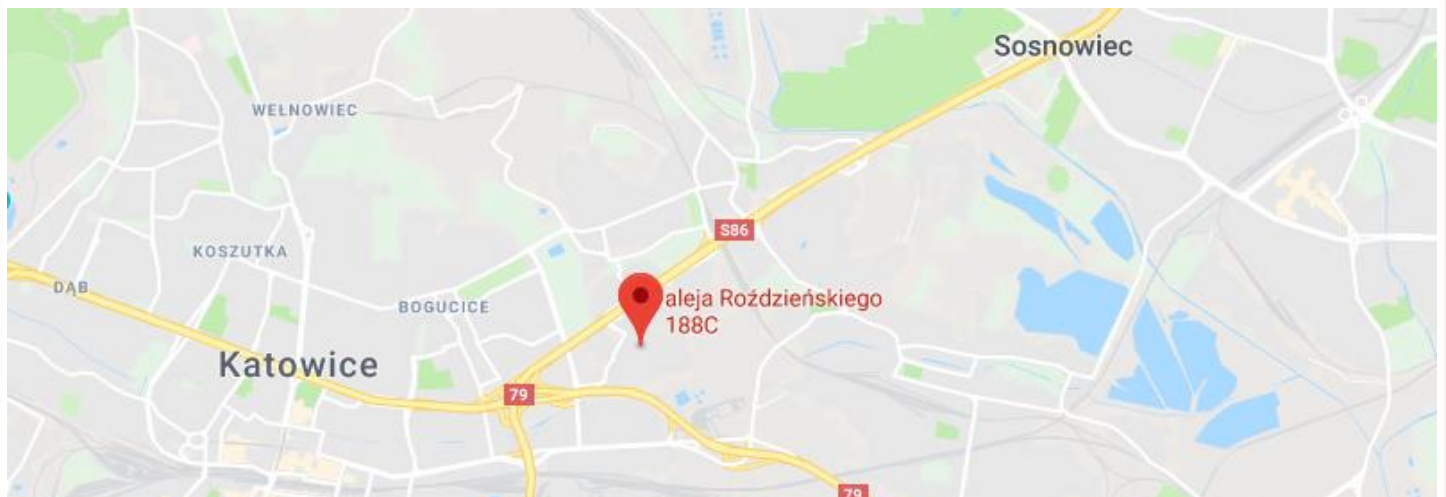 Sosnowiec
WEŁNOWIEC
S86
KOSZUTKA
DĄB
aleja Roździeńskiego
188C
BOGUCICE
Katowice
79
79